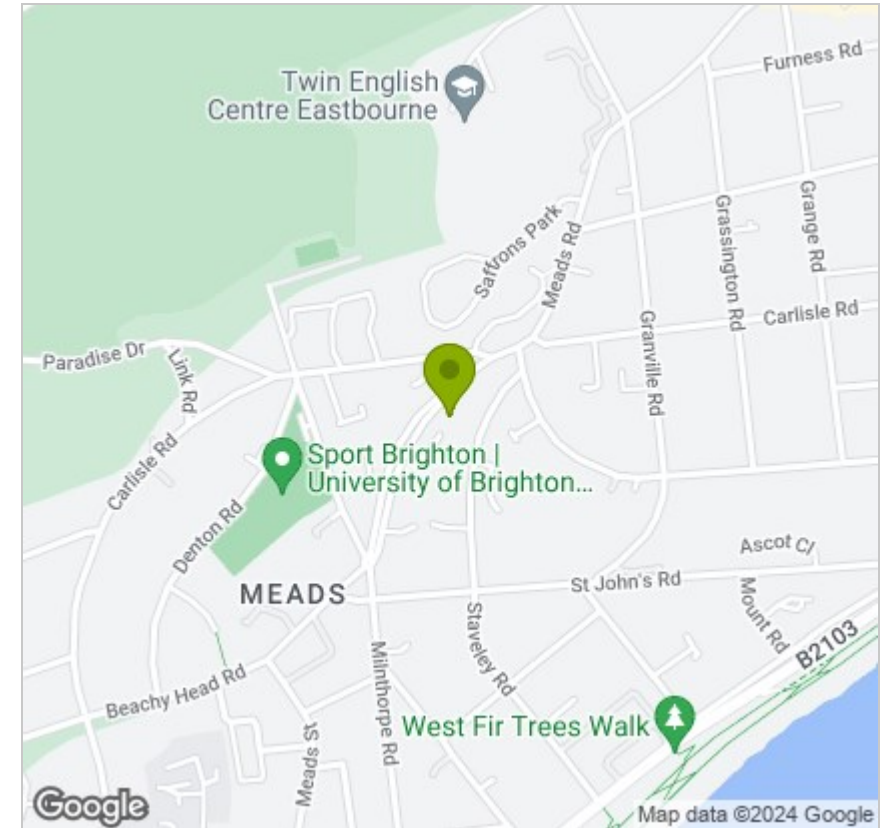 Furness Rd
Twin English
Centre Eastbourne
Saffrons Park
Meads Rd
Grassington Rd
Grange Rd
Granville Rd
Carlisle Rd
Paradise Dr
Link Rd
Carlisle Rd
Sport Brighton |
University of Brighton...
Denton Rd
Ascot Cl
MEADS
St John's Rd
Mount Rd
B2103
Staveley Rd
Milnthorpe Rd
Beachy Head Rd
Meads St
West Fir Trees Walk
Google
Map data ©2024 Google